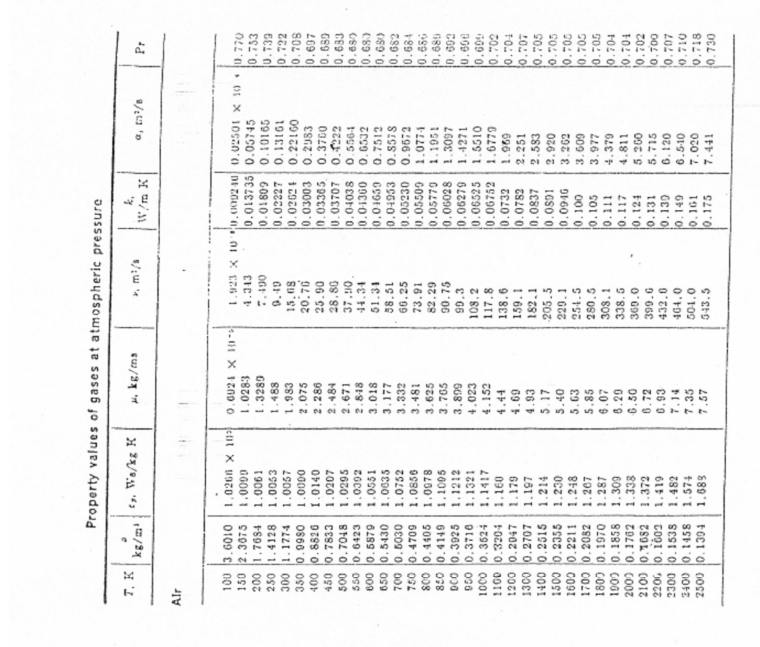 Property values of gases at atmospheric pressure
T, K ρ kg/m³ cₚ, Ws/kg K μ, kg/ms ν, m²/s k, W/m K α, m²/s Pr
Air
100 3.6010 1.0266 × 10³ 0.6924 × 10⁻⁵ 1.923 × 10⁻⁶ 0.009246 0.02501 × 10⁻⁴ 0.770
150 2.3675 1.0099 1.0283 4.343 0.013735 0.05745 0.753
200 1.7684 1.0061 1.3289 7.490 0.01809 0.10165 0.739
250 1.4128 1.0053 1.488 9.49 0.02227 0.13161 0.722
300 1.1774 1.0057 1.983 15.68 0.02624 0.22160 0.708
350 0.9980 1.0090 2.075 20.76 0.03003 0.2983 0.697
400 0.8826 1.0140 2.286 25.90 0.03365 0.3760 0.689
450 0.7833 1.0207 2.484 28.86 0.03707 0.4222 0.683
500 0.7048 1.0295 2.671 37.90 0.04038 0.5564 0.680
550 0.6423 1.0392 2.848 44.34 0.04360 0.6532 0.680
600 0.5879 1.0551 3.018 51.34 0.04659 0.7512 0.680
650 0.5430 1.0635 3.177 58.51 0.04953 0.8578 0.682
700 0.5030 1.0752 3.332 66.25 0.05230 0.9672 0.684
750 0.4709 1.0856 3.481 73.91 0.05509 1.0774 0.686
800 0.4405 1.0978 3.625 82.29 0.05779 1.1951 0.689
850 0.4149 1.1095 3.765 90.75 0.06028 1.3097 0.692
900 0.3925 1.1212 3.899 99.3 0.06279 1.4271 0.696
950 0.3716 1.1321 4.023 108.2 0.06525 1.5510 0.699
1000 0.3524 1.1417 4.152 117.8 0.06752 1.6779 0.702
1100 0.3204 1.160 4.44 138.6 0.0732 1.969 0.704
1200 0.2947 1.179 4.69 159.1 0.0782 2.251 0.707
1300 0.2707 1.197 4.93 182.1 0.0837 2.583 0.705
1400 0.2515 1.214 5.17 205.5 0.0891 2.920 0.705
1500 0.2355 1.230 5.40 229.1 0.0946 3.262 0.705
1600 0.2211 1.248 5.63 254.5 0.100 3.609 0.705
1700 0.2082 1.267 5.85 280.5 0.105 3.977 0.705
1800 0.1970 1.287 6.07 308.1 0.111 4.379 0.704
1900 0.1858 1.309 6.29 338.5 0.117 4.811 0.704
2000 0.1762 1.338 6.50 369.0 0.124 5.260 0.702
2100 0.1682 1.372 6.72 399.6 0.131 5.715 0.700
2200 0.1602 1.419 6.93 432.6 0.139 6.120 0.707
2300 0.1538 1.482 7.14 464.0 0.149 6.540 0.710
2400 0.1458 1.574 7.35 504.0 0.161 7.020 0.718
2500 0.1394 1.688 7.57 543.5 0.175 7.441 0.730